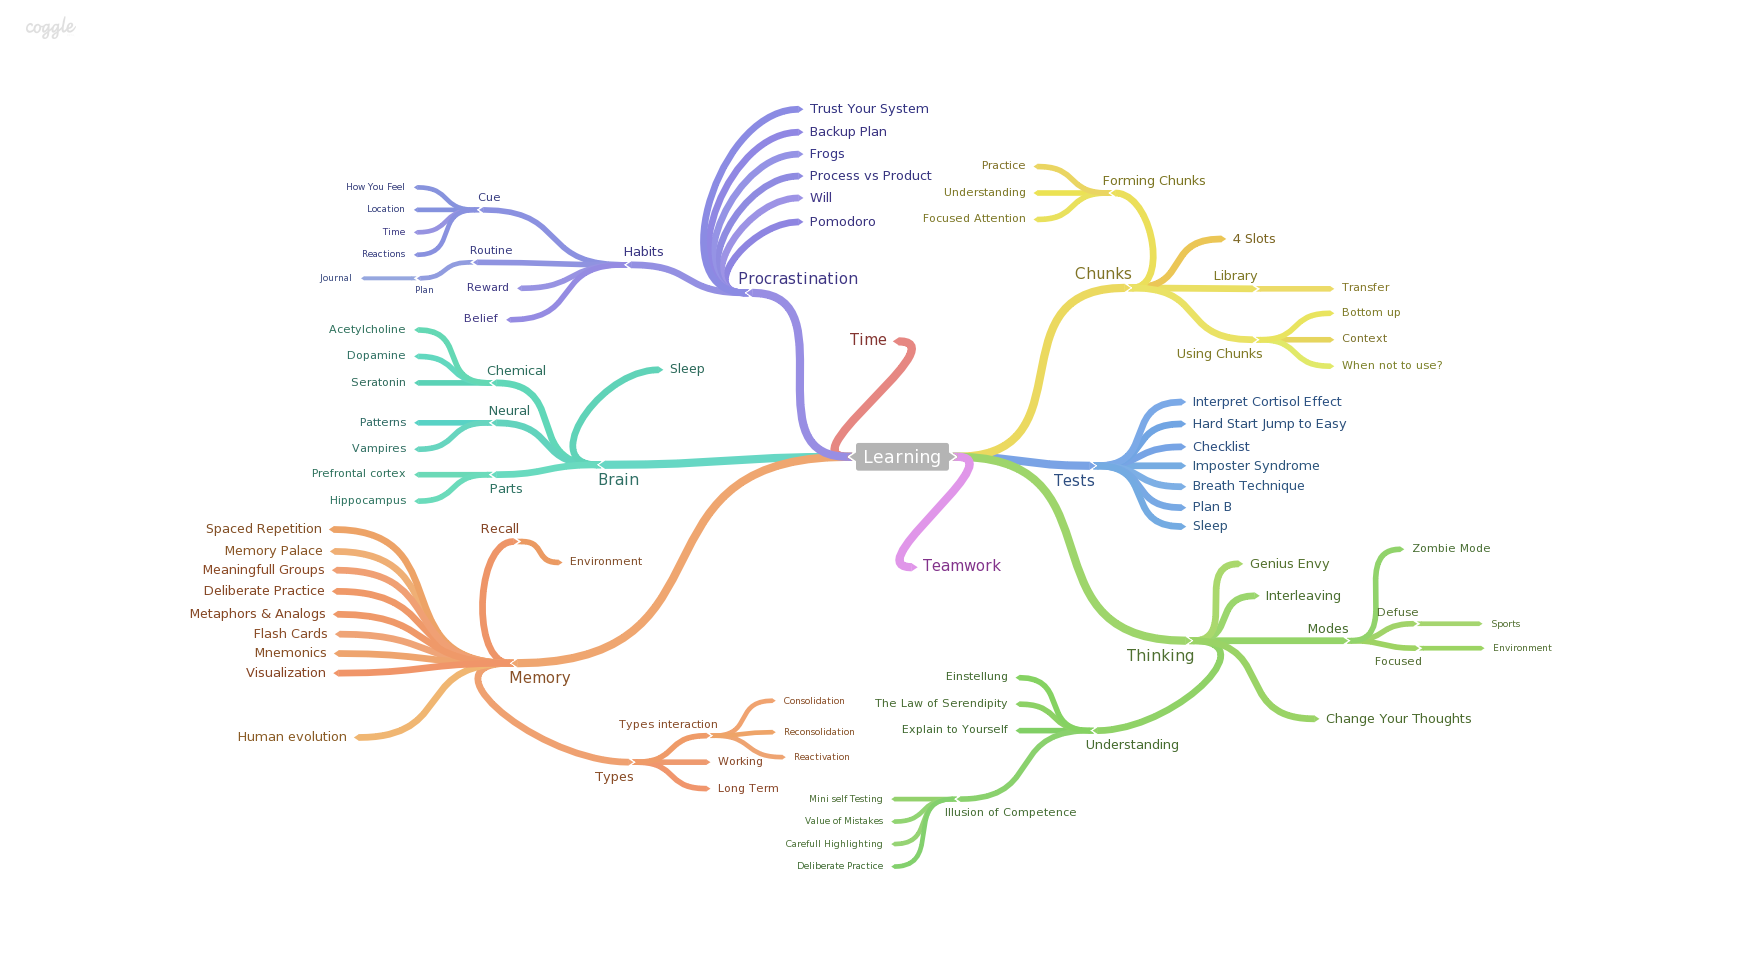 coggle
Learning
Procrastination
Trust Your System
Backup Plan
Frogs
Process vs Product
Will
Pomodoro
Habits
Cue
How You Feel
Location
Time
Reactions
Routine
Plan
Journal
Reward
Belief
Time
Brain
Sleep
Chemical
Acetylcholine
Dopamine
Seratonin
Neural
Patterns
Vampires
Parts
Prefrontal cortex
Hippocampus
Memory
Recall
Environment
Spaced Repetition
Memory Palace
Meaningfull Groups
Deliberate Practice
Metaphors & Analogs
Flash Cards
Mnemonics
Visualization
Human evolution
Types
Types interaction
Consolidation
Reconsolidation
Reactivation
Working
Long Term
Chunks
Forming Chunks
Practice
Understanding
Focused Attention
4 Slots
Library
Transfer
Using Chunks
Bottom up
Context
When not to use?
Tests
Interpret Cortisol Effect
Hard Start Jump to Easy
Checklist
Imposter Syndrome
Breath Technique
Plan B
Sleep
Teamwork
Thinking
Genius Envy
Interleaving
Modes
Zombie Mode
Defuse
Sports
Focused
Environment
Change Your Thoughts
Understanding
Einstellung
The Law of Serendipity
Explain to Yourself
Illusion of Competence
Mini self Testing
Value of Mistakes
Carefull Highlighting
Deliberate Practice